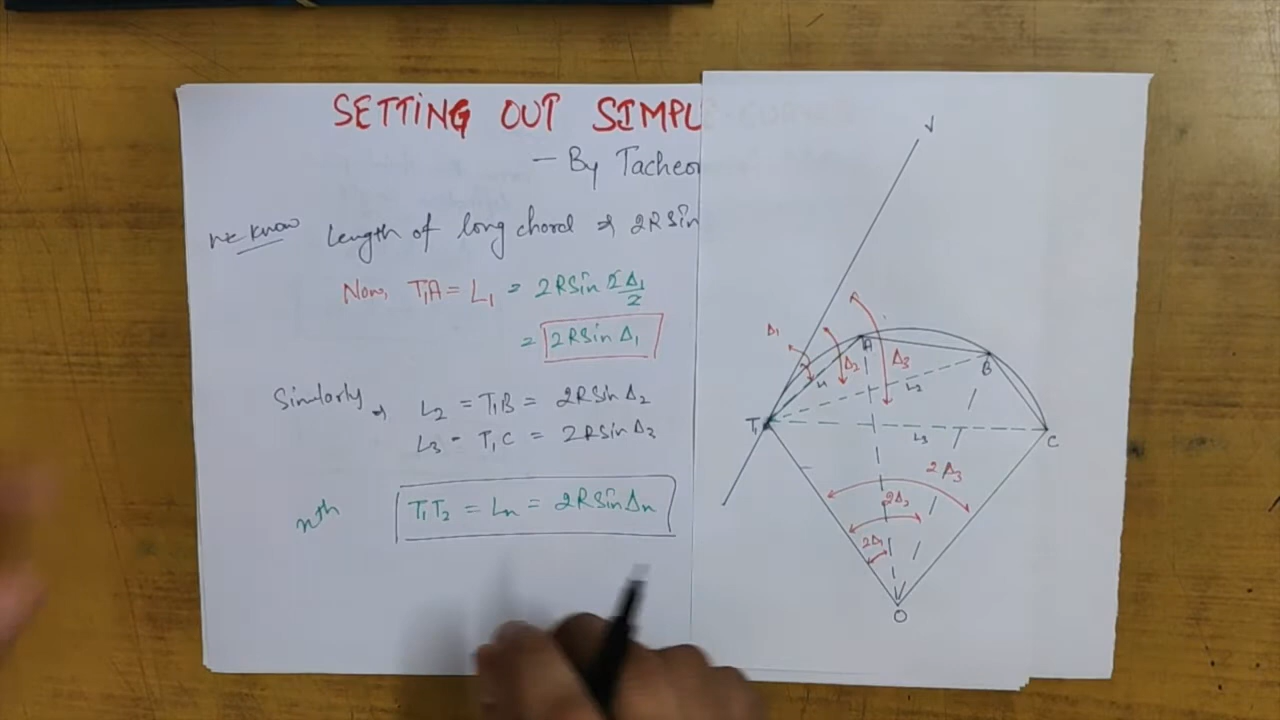 SETTING OUT SIMPL
- By Tacheo
We know Length of long chord → 2R Sin
Now, T₁A = L₁ = 2R Sin 2Δ₁/2
= 2R Sin Δ₁
Similarly → L₂ = T₁B = 2R Sin Δ₂
L₃ = T₁C = 2R Sin Δ₃
nth T₁T₂ = Ln = 2R Sin Δn
V
Δ₁
A
Δ₂
Δ₃
B
L₁
L₂
T₁
L₃
C
2Δ₃
2Δ₂
2Δ₁
O